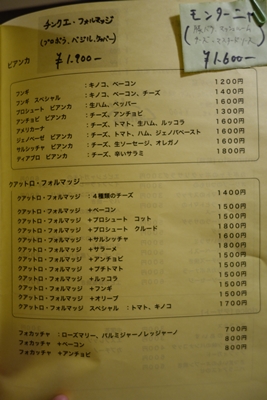 チンクエ・フォルマッジ
¥1.900-
モンターニャ
¥1.600-
ビアンカ
フンギ ：キノコ、ベーコン 1200円
フンギ スペシャル ：キノコ、ベーコン、チーズ 1400円
プロシュート ビアンカ ：生ハム、ペッパー 1600円
アンチョビ ビアンカ ：チーズ、アンチョビ 1300円
アメリカーナ ：チーズ、トマト、生ハム、ルッコラ 1800円
ジェノベーゼ ビアンカ ：チーズ、トマト、ハム、ジェノバペースト 1600円
サルシッチャ ビアンカ ：チーズ、生ソーセージ、オレガノ 1600円
ディアブロ ビアンカ ：チーズ、辛いサラミ 1800円
クアットロ・フォルマッジ
クアットロ・フォルマッジ ：４種類のチーズ 1400円
クアットロ・フォルマッジ ＋ベーコン 1500円
クアットロ・フォルマッジ ＋プロシュート コット 1500円
クアットロ・フォルマッジ ＋プロシュート クルード 1800円
クアットロ・フォルマッジ ＋サルシッチャ 1600円
クアットロ・フォルマッジ ＋サラーメ 1800円
クアットロ・フォルマッジ ＋アンチョビ 1500円
クアットロ・フォルマッジ ＋プチトマト 1500円
クアットロ・フォルマッジ ＋ルッコラ 1500円
クアットロ・フォルマッジ ＋フンギ 1500円
クアットロ・フォルマッジ ＋オリーブ 1500円
クアットロ・フォルマッジ スペシャル ：トマト、キノコ 1700円
フォカッチャ ：ローズマリー、パルミジャーノレッジャーノ 700円
フォカッチャ ＋ベーコン 800円
フォカッチャ ＋アンチョビ 800円